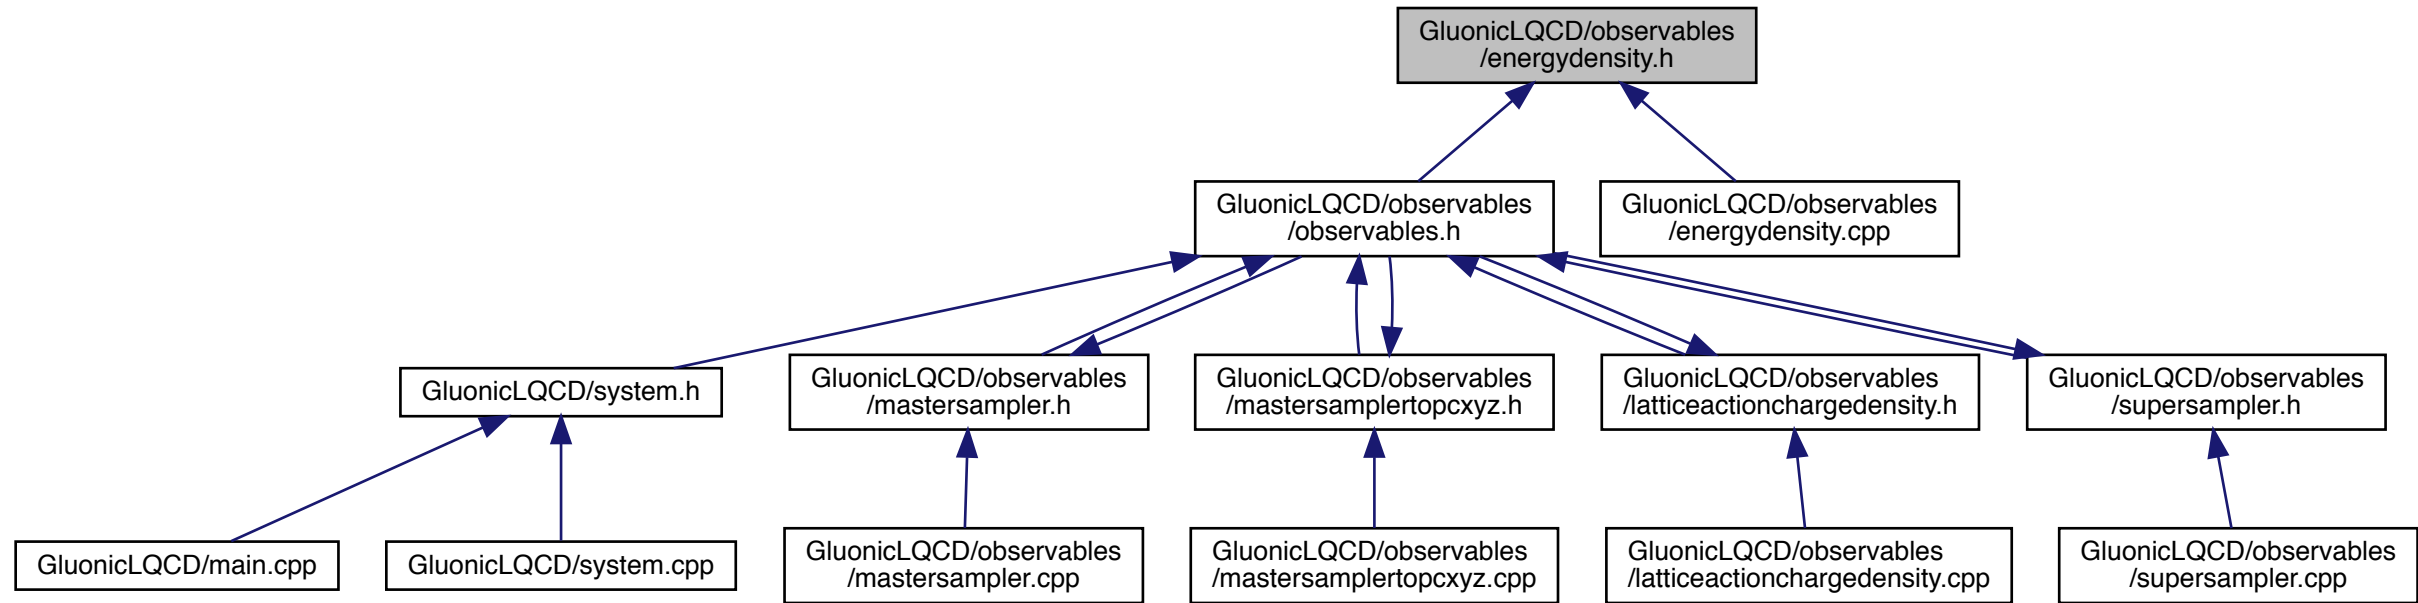 GluonicLQCD/observables
/energydensity.h
GluonicLQCD/observables
/observables.h
GluonicLQCD/observables
/energydensity.cpp
GluonicLQCD/system.h
GluonicLQCD/observables
/mastersampler.h
GluonicLQCD/observables
/mastersamplertopcxyz.h
GluonicLQCD/observables
/latticeactionchargedensity.h
GluonicLQCD/observables
/supersampler.h
GluonicLQCD/main.cpp
GluonicLQCD/system.cpp
GluonicLQCD/observables
/mastersampler.cpp
GluonicLQCD/observables
/mastersamplertopcxyz.cpp
GluonicLQCD/observables
/latticeactionchargedensity.cpp
GluonicLQCD/observables
/supersampler.cpp